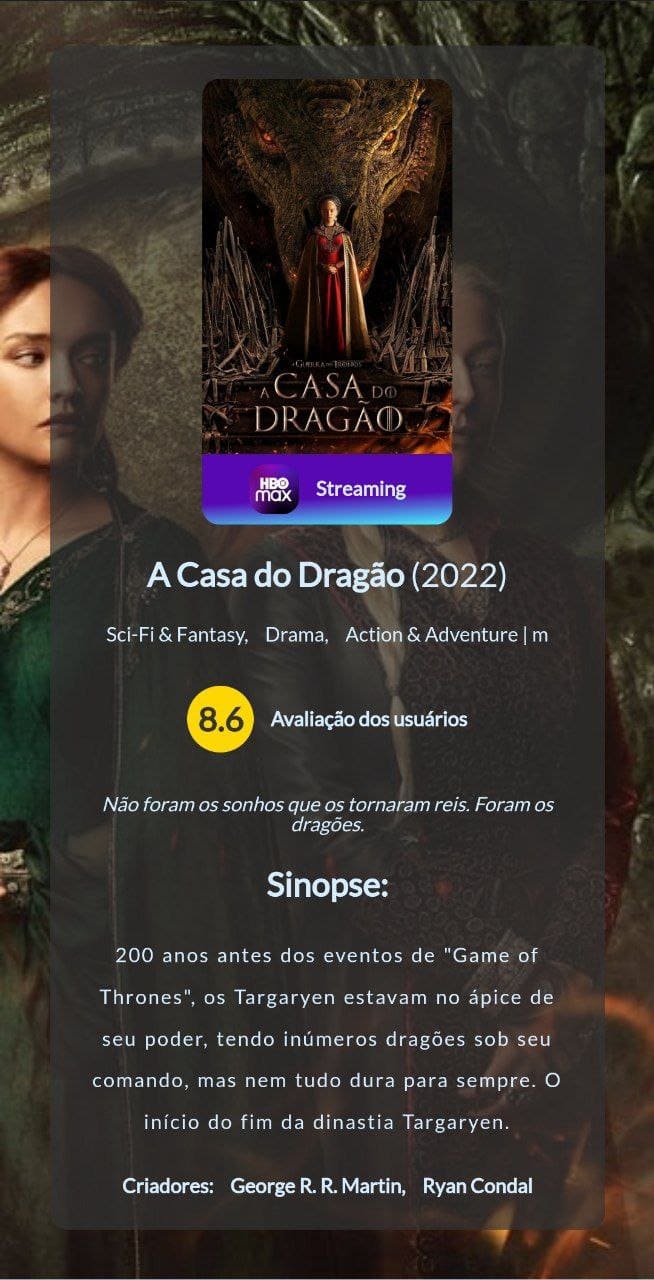 A GUERRA DOS TRONOS
A CASA DO
DRAGÃO
HBO
max
Streaming
A Casa do Dragão (2022)
Sci-Fi & Fantasy, Drama, Action & Adventure | m
8.6 Avaliação dos usuários
Não foram os sonhos que os tornaram reis. Foram os
dragões.
Sinopse:
200 anos antes dos eventos de "Game of
Thrones", os Targaryen estavam no ápice de
seu poder, tendo inúmeros dragões sob seu
comando, mas nem tudo dura para sempre. O
início do fim da dinastia Targaryen.
Criadores: George R. R. Martin, Ryan Condal